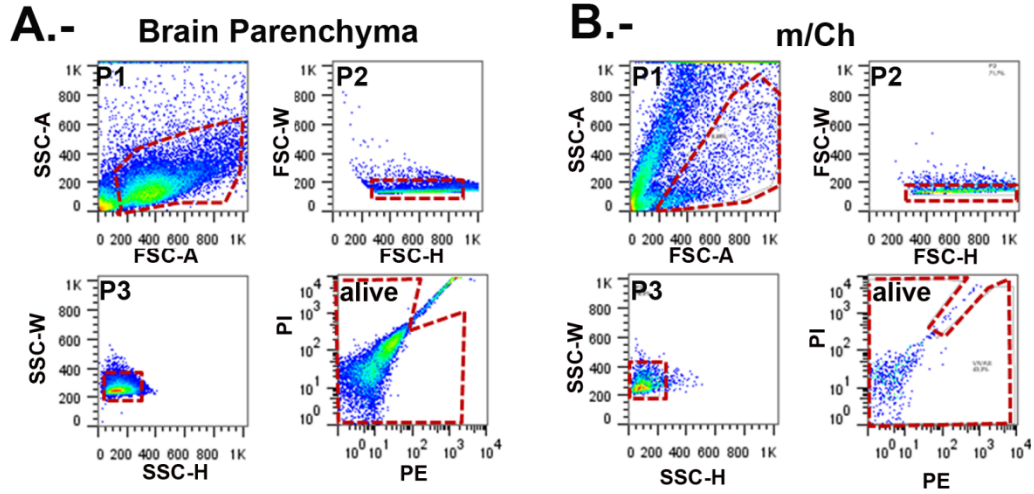 A.- Brain Parenchyma
P1
SSC-A
1K
800
600
400
200
0
0 200 400 600 800 1K
FSC-A
P2
FSC-W
1K
800
600
400
200
0
0 200 400 600 800 1K
FSC-H
P3
SSC-W
1K
800
600
400
200
0
0 200 400 600 800 1K
SSC-H
alive
PI
10^4
10^3
10^2
10^1
10^0
10^0 10^1 10^2 10^3 10^4
PE
B.- m/Ch
P1
SSC-A
1K
800
600
400
200
0
0 200 400 600 800 1K
FSC-A
P2
FSC-W
1K
800
600
400
200
0
0 200 400 600 800 1K
FSC-H
P3
SSC-W
1K
800
600
400
200
0
0 200 400 600 800 1K
SSC-H
alive
PI
10^4
10^3
10^2
10^1
10^0
10^0 10^1 10^2 10^3 10^4
PE